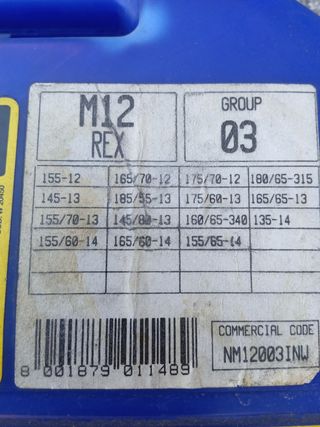 M12 GROUP
REX 03
155-12 165/70-12 175/70-12 180/65-315
145-13 185/55-13 175/60-13 165/65-13
155/70-13 145/80-13 160/65-340 135-14
155/60-14 165/60-14 155/65-14
COMMERCIAL CODE
NM12003INW
8 001879 011489